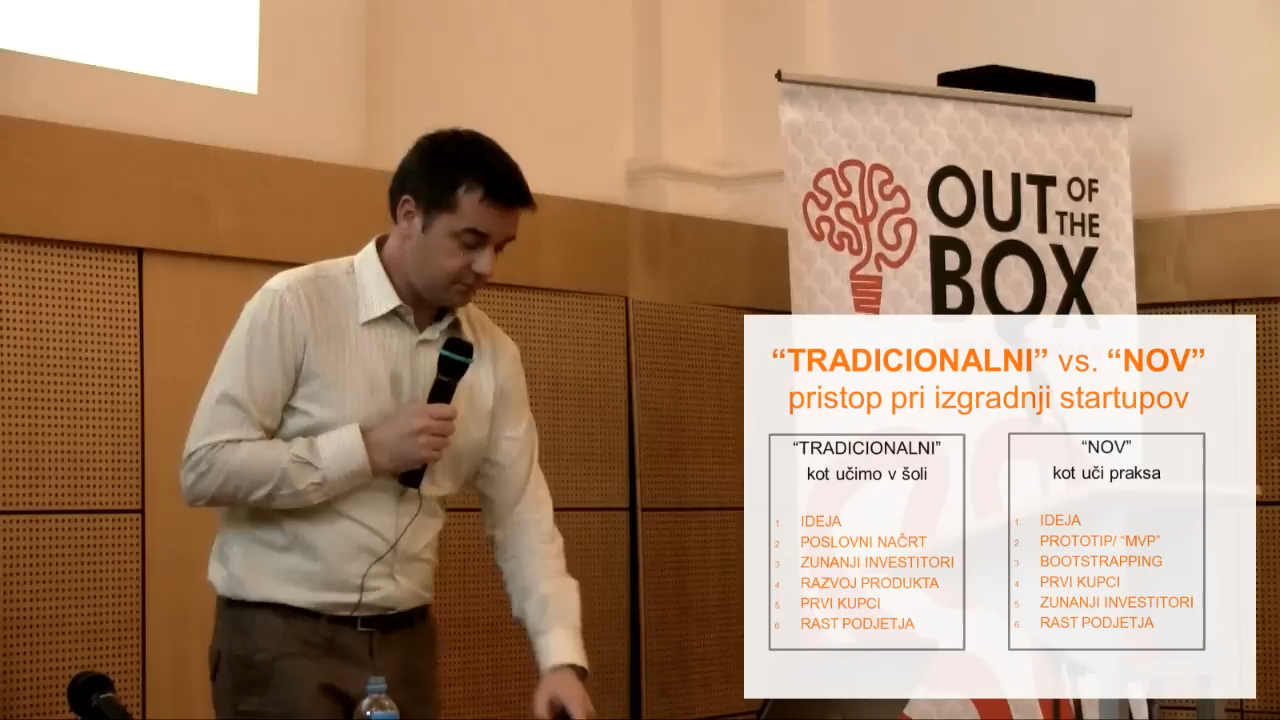 OUT OF
THE
BOX
“TRADICIONALNI” vs. “NOV”
pristop pri izgradnji startupov
“TRADICIONALNI”
kot učimo v šoli
1. IDEJA
2. POSLOVNI NAČRT
3. ZUNANJI INVESTITORI
4. RAZVOJ PRODUKTA
5. PRVI KUPCI
6. RAST PODJETJA
“NOV”
kot uči praksa
1. IDEJA
2. PROTOTIP/ “MVP”
3. BOOTSTRAPPING
4. PRVI KUPCI
5. ZUNANJI INVESTITORI
6. RAST PODJETJA